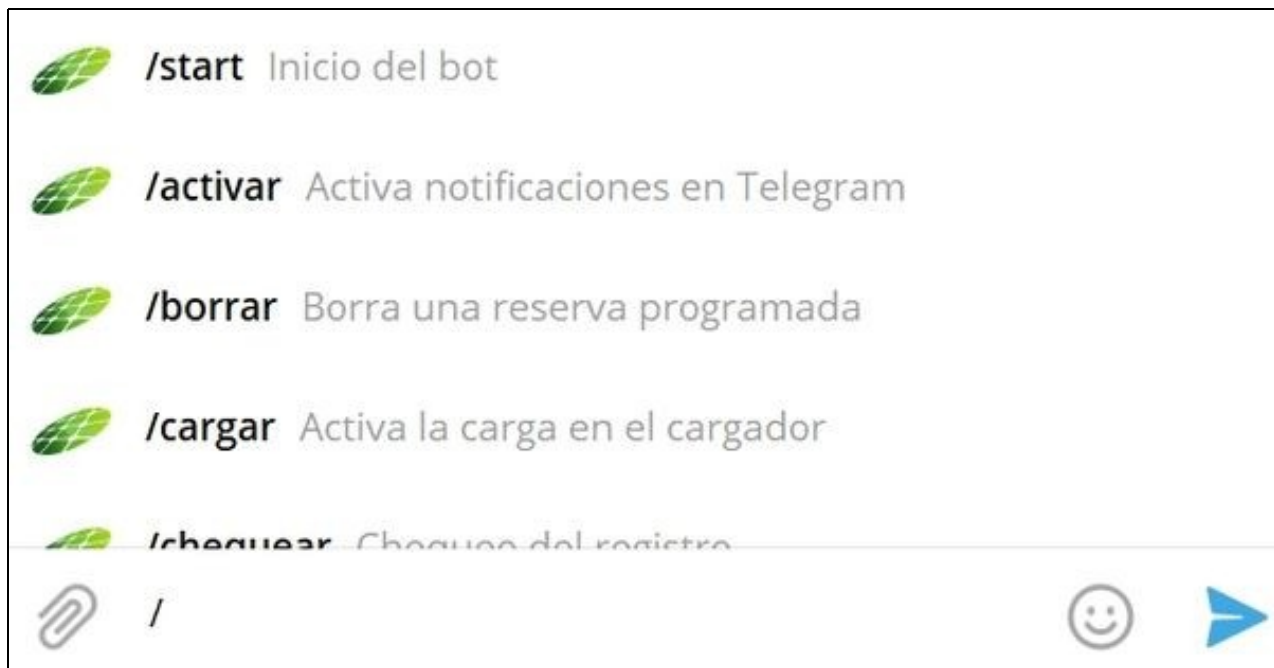 /start Inicio del bot
/activar Activa notificaciones en Telegram
/borrar Borra una reserva programada
/cargar Activa la carga en el cargador
/chequear Chequeo del registro
/